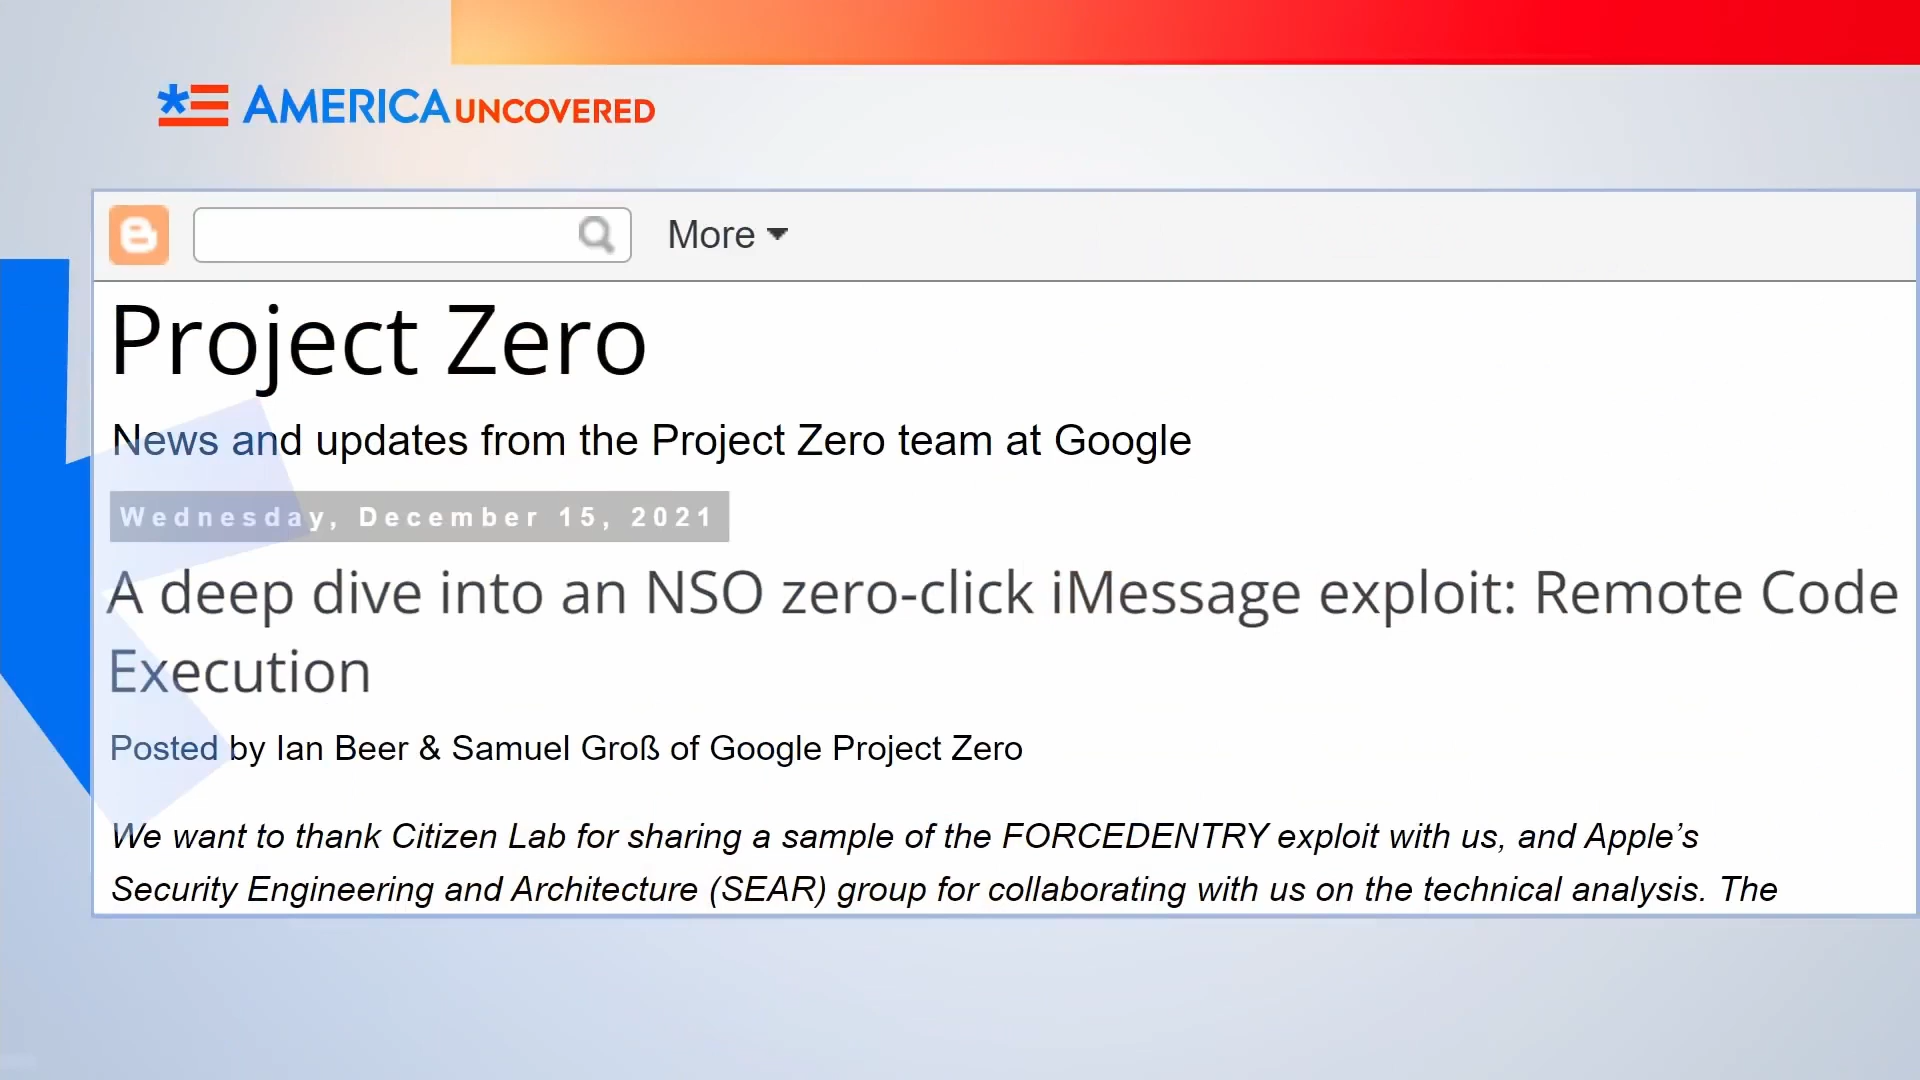 AMERICA UNCOVERED
More
Project Zero
News and updates from the Project Zero team at Google
Wednesday, December 15, 2021
A deep dive into an NSO zero-click iMessage exploit: Remote Code
Execution
Posted by Ian Beer & Samuel Groß of Google Project Zero
We want to thank Citizen Lab for sharing a sample of the FORCEDENTRY exploit with us, and Apple’s
Security Engineering and Architecture (SEAR) group for collaborating with us on the technical analysis. The